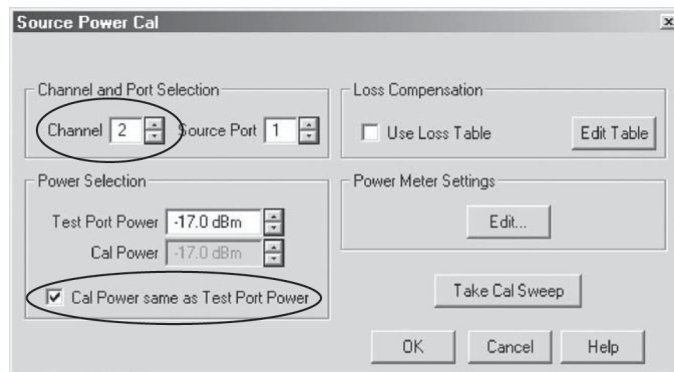 Source Power Cal
Channel and Port Selection
Channel 2 Source Port 1
Loss Compensation
Use Loss Table Edit Table
Power Selection
Test Port Power -17.0 dBm
Cal Power -17.0 dBm
Cal Power same as Test Port Power
Power Meter Settings
Edit...
Take Cal Sweep
OK Cancel Help